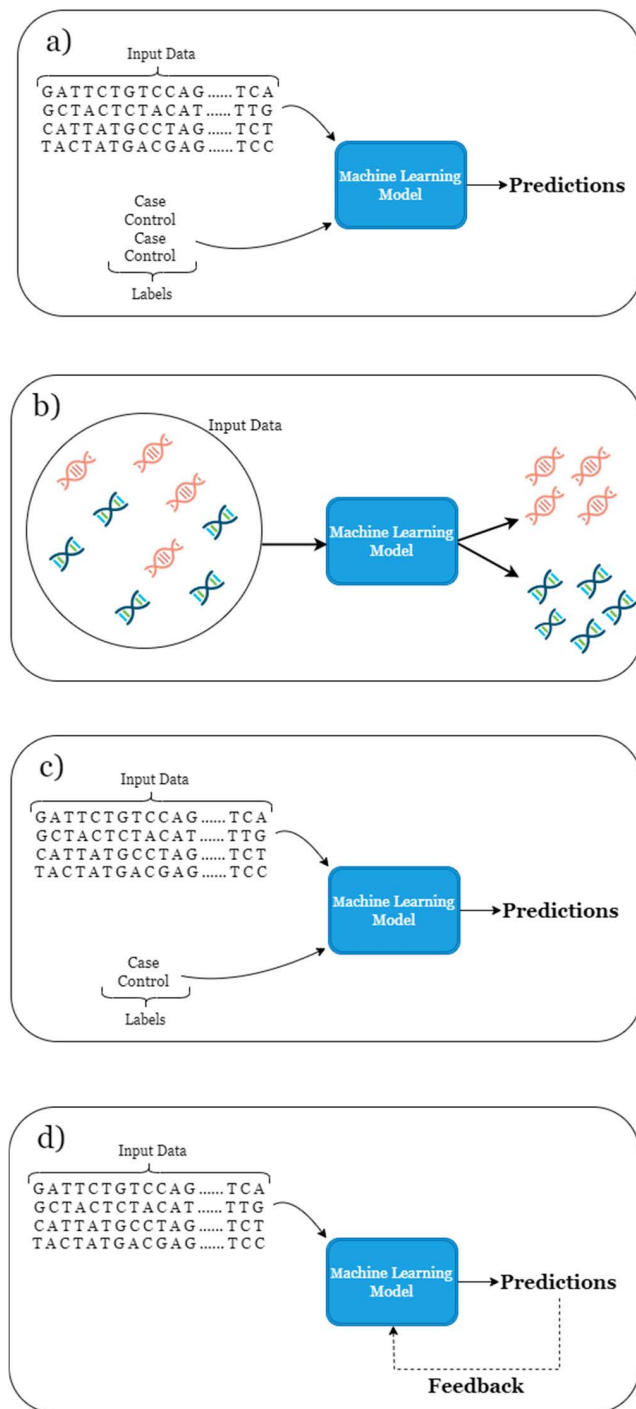 a)
Input Data
GATTCTGTCCAG......TCA
GCTACTCTACAT......TTG
CATTATGCCTAG......TCT
TACTATGACGAG......TCC
Machine Learning
Model
Predictions
Case
Control
Case
Control
Labels
b)
Input Data
Machine Learning
Model
c)
Input Data
GATTCTGTCCAG......TCA
GCTACTCTACAT......TTG
CATTATGCCTAG......TCT
TACTATGACGAG......TCC
Machine Learning
Model
Predictions
Case
Control
Labels
d)
Input Data
GATTCTGTCCAG......TCA
GCTACTCTACAT......TTG
CATTATGCCTAG......TCT
TACTATGACGAG......TCC
Machine Learning
Model
Predictions
Feedback